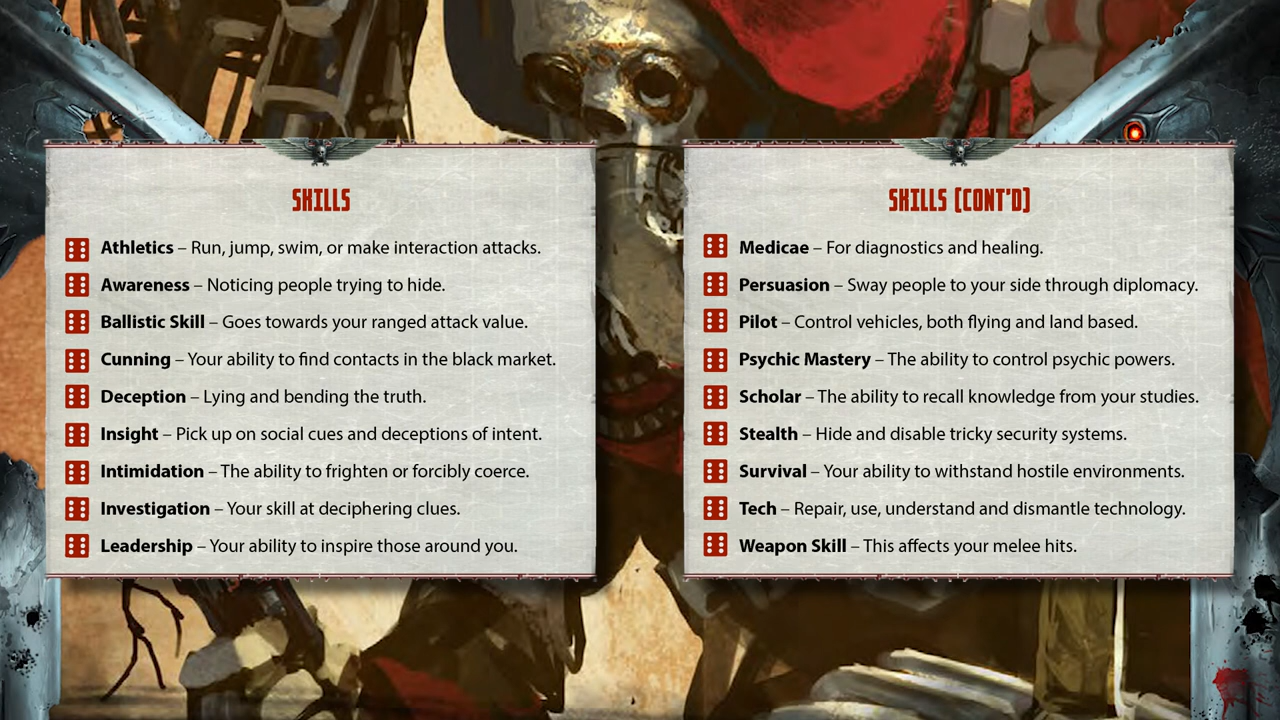 SKILLS
Athletics – Run, jump, swim, or make interaction attacks.
Awareness – Noticing people trying to hide.
Ballistic Skill – Goes towards your ranged attack value.
Cunning – Your ability to find contacts in the black market.
Deception – Lying and bending the truth.
Insight – Pick up on social cues and deceptions of intent.
Intimidation – The ability to frighten or forcibly coerce.
Investigation – Your skill at deciphering clues.
Leadership – Your ability to inspire those around you.
SKILLS (CONT'D)
Medicae – For diagnostics and healing.
Persuasion – Sway people to your side through diplomacy.
Pilot – Control vehicles, both flying and land based.
Psychic Mastery – The ability to control psychic powers.
Scholar – The ability to recall knowledge from your studies.
Stealth – Hide and disable tricky security systems.
Survival – Your ability to withstand hostile environments.
Tech – Repair, use, understand and dismantle technology.
Weapon Skill – This affects your melee hits.